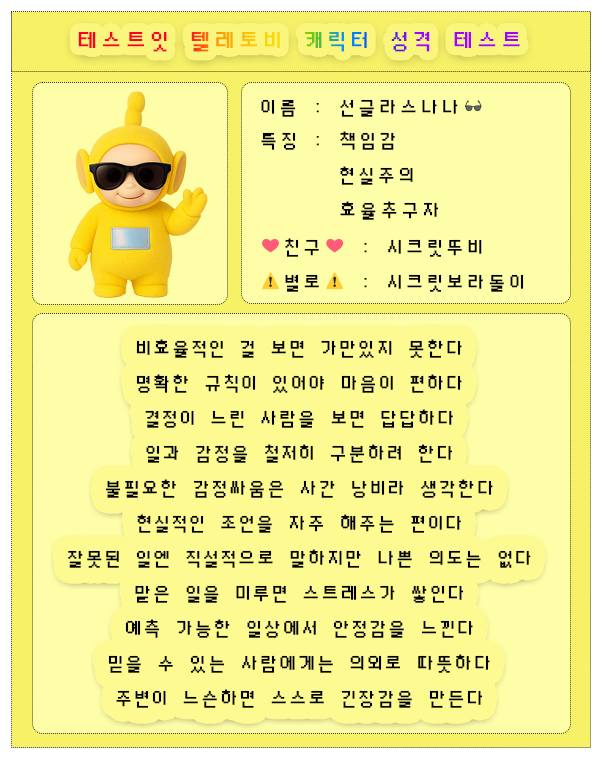 테스트잇 텔레토비 캐릭터 성격 테스트
이름 : 선글라스나나🕶️
특징 : 책임감
현실주의
효율추구자
❤️친구❤️ : 시크릿뚜비
⚠️별로⚠️ : 시크릿보라돌이
비효율적인 걸 보면 가만있지 못한다
명확한 규칙이 있어야 마음이 편하다
결정이 느린 사람을 보면 답답하다
일과 감정을 철저히 구분하려 한다
불필요한 감정싸움은 사간 낭비라 생각한다
현실적인 조언을 자주 해주는 편이다
잘못된 일엔 직설적으로 말하지만 나쁜 의도는 없다
맡은 일을 미루면 스트레스가 쌓인다
예측 가능한 일상에서 안정감을 느낀다
믿을 수 있는 사람에게는 의외로 따뜻하다
주변이 느슨하면 스스로 긴장감을 만든다